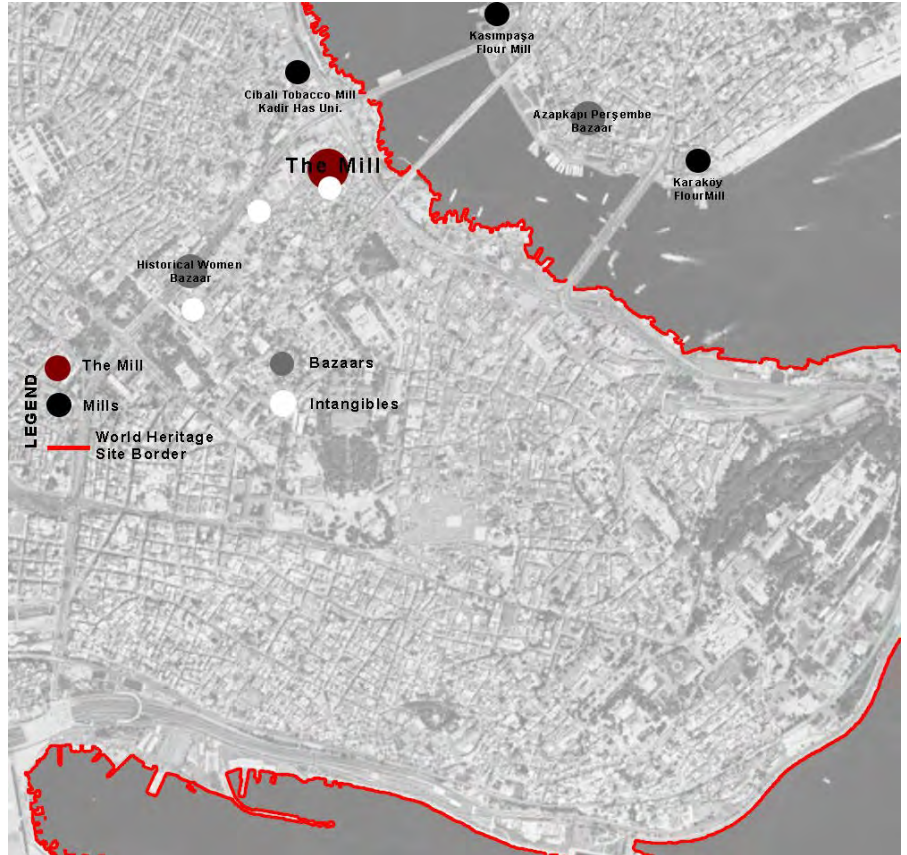 Kasımpaşa
Flour Mill
Cibali Tobacco Mill
Kadir Has Uni.
Azapkapı Perşembe
Bazaar
The Mill
Karaköy
FlourMill
Historical Women
Bazaar
LEGEND
The Mill
Mills
World Heritage
Site Border
Bazaars
Intangibles